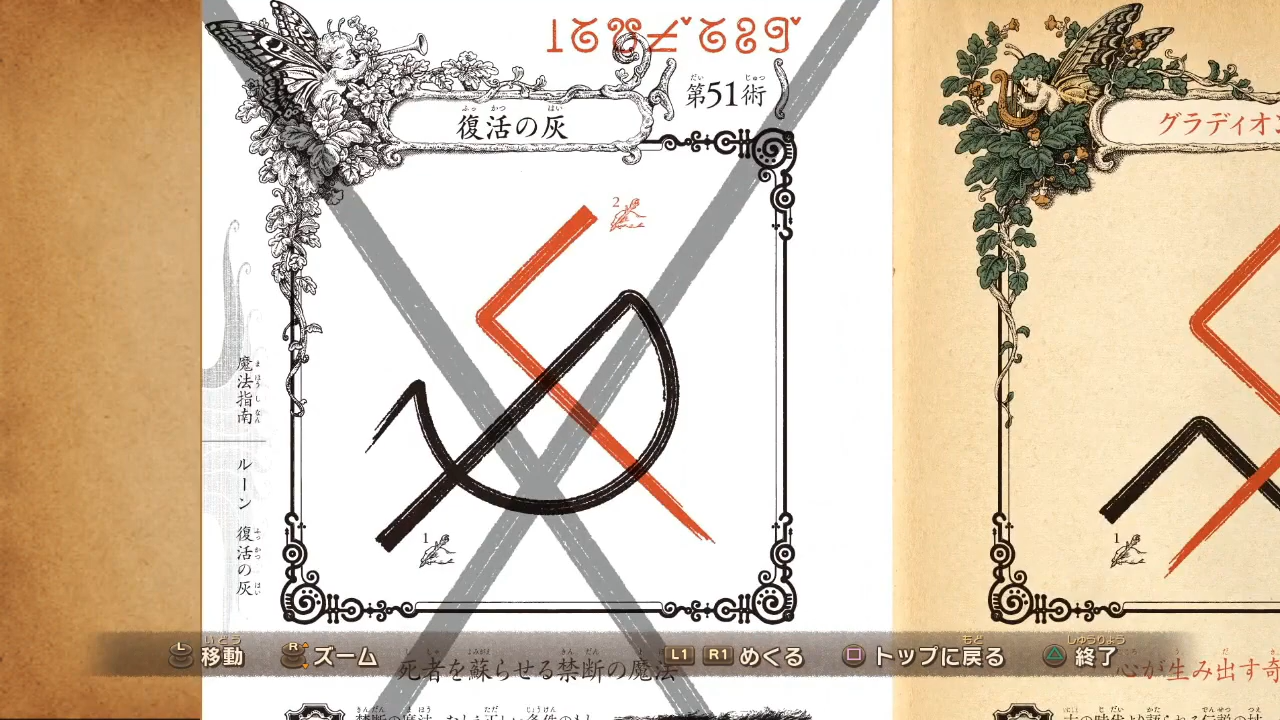 第51術
復活の灰
グラディオ
2
1
1
魔法指南
ルーン
復活の灰
L 移動 R ズーム L1 R1 めくる トップに戻る 終了
死者を蘇らせる禁断の魔法
心が生み出す奇